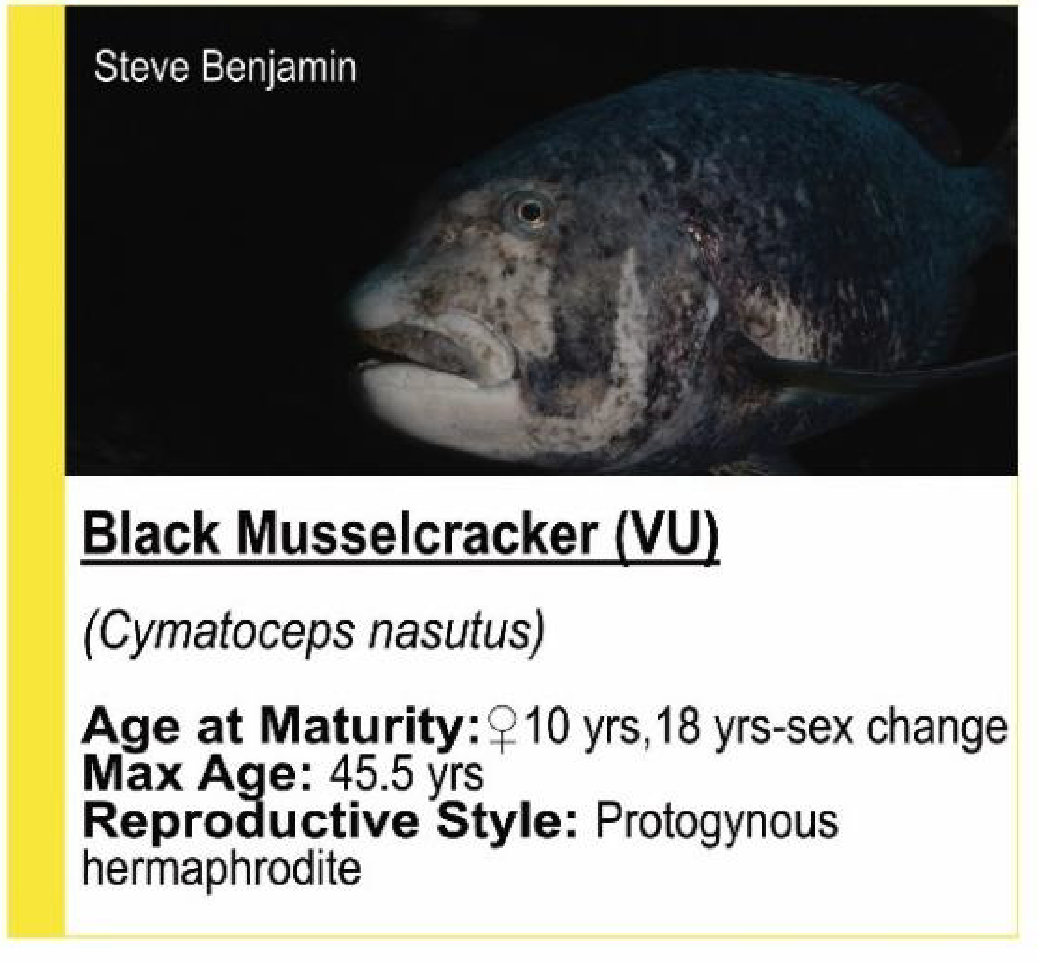 Steve Benjamin
Black Musselcracker (VU)
(Cymatoceps nasutus)
Age at Maturity:♀10 yrs,18 yrs-sex change
Max Age: 45.5 yrs
Reproductive Style: Protogynous
hermaphrodite